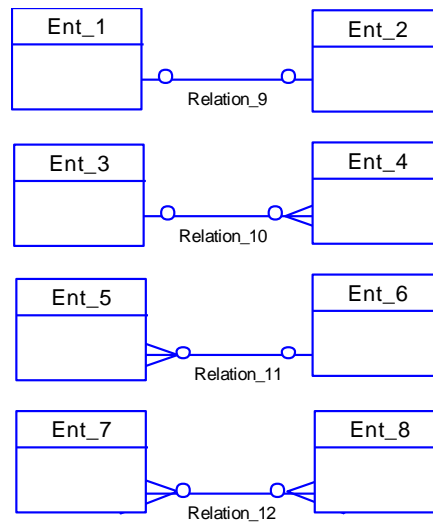 Ent_1
Ent_2
Relation_9
Ent_3
Ent_4
Relation_10
Ent_5
Ent_6
Relation_11
Ent_7
Ent_8
Relation_12